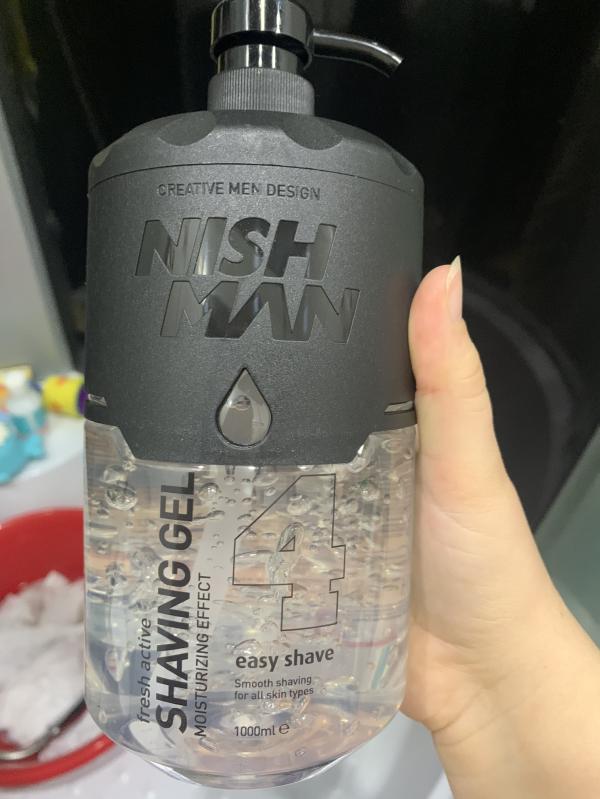 CREATIVE MEN DESIGN
NISH
MAN
fresh active
SHAVING GEL
MOISTURIZING EFFECT
4
easy shave
Smooth shaving
for all skin types
1000ml e